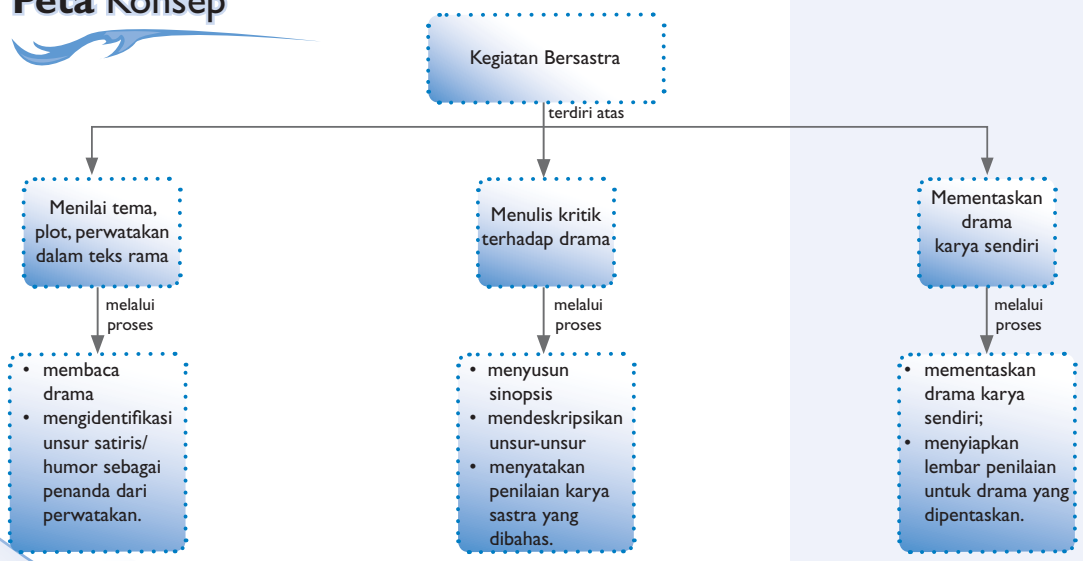 Peta Konsep
Kegiatan Bersastra
terdiri atas
Menilai tema,
plot, perwatakan
dalam teks rama
melalui
proses
• membaca
drama
• mengidentifikasi
unsur satiris/
humor sebagai
penanda dari
perwatakan.
Menulis kritik
terhadap drama
melalui
proses
• menyusun
sinopsis
• mendeskripsikan
unsur-unsur
• menyatakan
penilaian karya
sastra yang
dibahas.
Mementaskan
drama
karya sendiri
melalui
proses
• mementaskan
drama karya
sendiri;
• menyiapkan
lembar penilaian
untuk drama yang
dipentaskan.